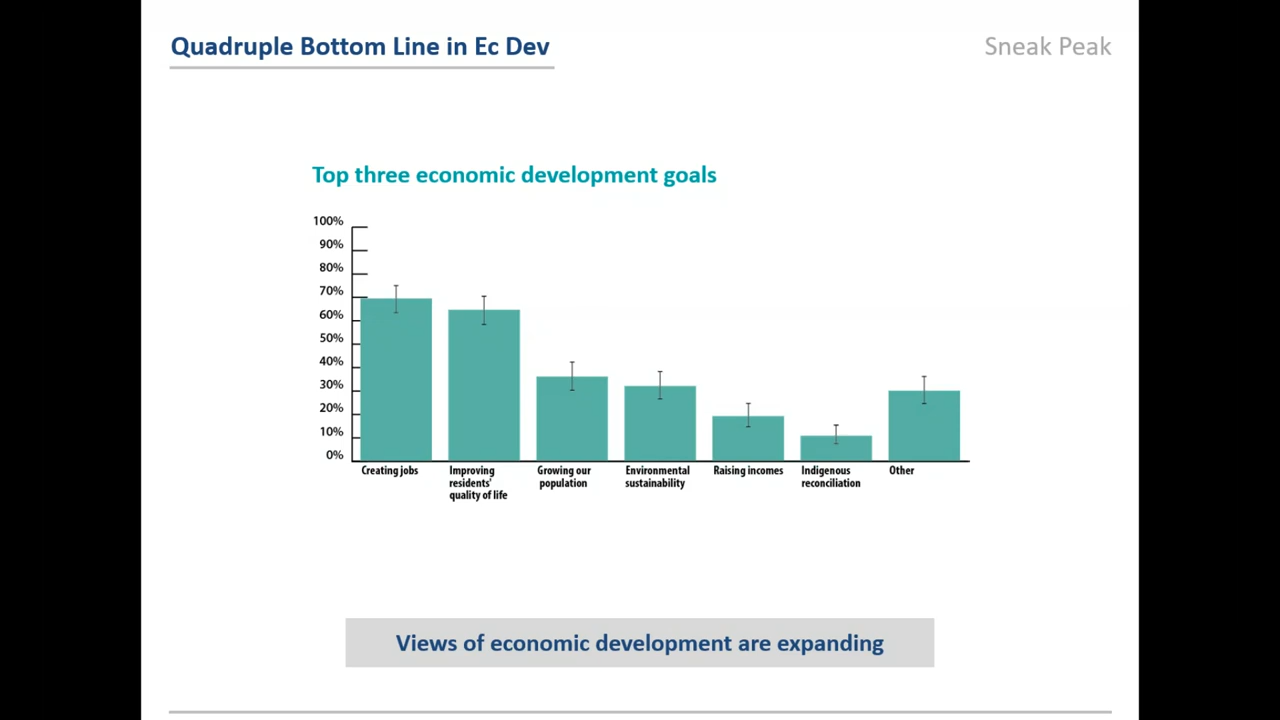 Quadruple Bottom Line in Ec Dev
Sneak Peak
Top three economic development goals
100%
90%
80%
70%
60%
50%
40%
30%
20%
10%
0%
Creating jobs
Improving
residents'
quality of life
Growing our
population
Environmental
sustainability
Raising incomes
Indigenous
reconciliation
Other
Views of economic development are expanding